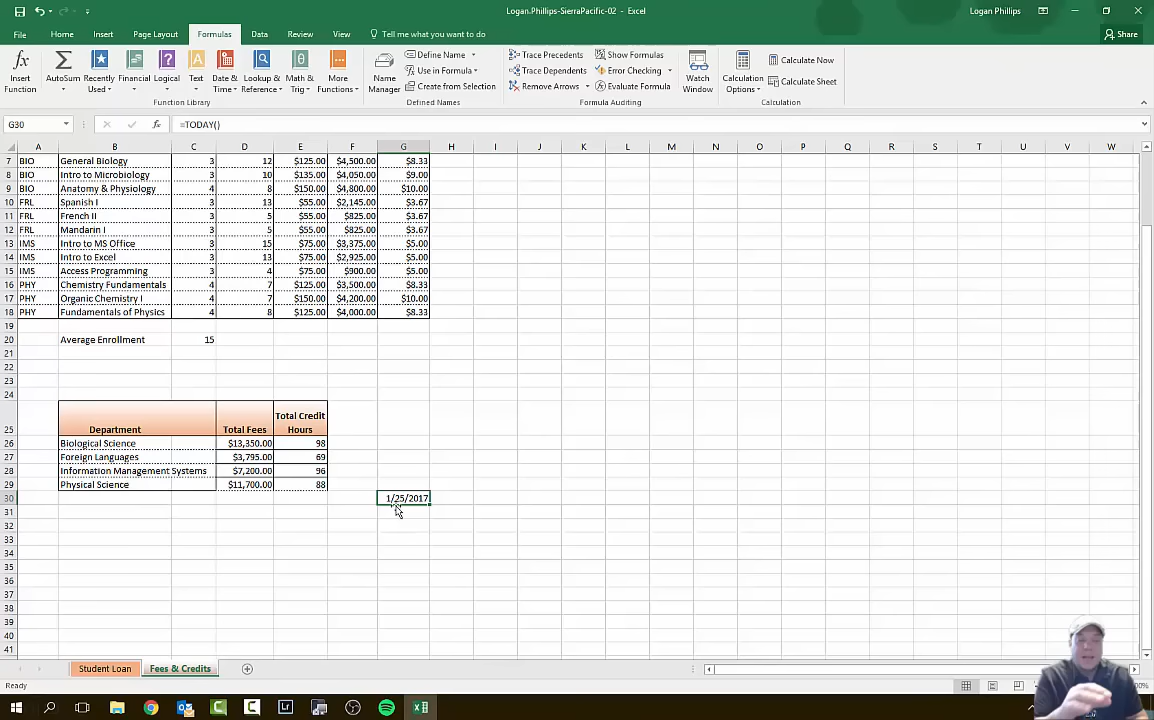 Logan.Phillips-SierraPacific-02 - Excel
Logan Phillips
File Home Insert Page Layout Formulas Data Review View Tell me what you want to do
Share
Insert Function
AutoSum
Recently Used
Financial
Logical
Text
Date & Time
Lookup & Reference
Math & Trig
More Functions
Function Library
Name Manager
Define Name
Use in Formula
Create from Selection
Defined Names
Trace Precedents
Trace Dependents
Remove Arrows
Show Formulas
Error Checking
Evaluate Formula
Formula Auditing
Watch Window
Calculation Options
Calculate Now
Calculate Sheet
Calculation
G30 fx =TODAY()
A B C D E F G H I J K L M N O P Q R S T U V W
7 BIO General Biology 3 12 $125.00 $4,500.00 $8.33
8 BIO Intro to Microbiology 3 10 $135.00 $4,050.00 $9.00
9 BIO Anatomy & Physiology 4 8 $150.00 $4,800.00 $10.00
10 FRL Spanish I 3 13 $55.00 $2,145.00 $3.67
11 FRL French II 3 5 $55.00 $825.00 $3.67
12 FRL Mandarin I 3 5 $55.00 $825.00 $3.67
13 IMS Intro to MS Office 3 15 $75.00 $3,375.00 $5.00
14 IMS Intro to Excel 3 13 $75.00 $2,925.00 $5.00
15 IMS Access Programming 3 4 $75.00 $900.00 $5.00
16 PHY Chemistry Fundamentals 4 7 $125.00 $3,500.00 $8.33
17 PHY Organic Chemistry I 4 7 $150.00 $4,200.00 $10.00
18 PHY Fundamentals of Physics 4 8 $125.00 $4,000.00 $8.33
19
20 Average Enrollment 15
21
22
23
24
25 Department Total Fees Total Credit Hours
26 Biological Science $13,350.00 98
27 Foreign Languages $3,795.00 69
28 Information Management Systems $7,200.00 96
29 Physical Science $11,700.00 88
30 1/25/2017
31
32
33
34
35
36
37
38
39
40
41
Student Loan Fees & Credits
Ready